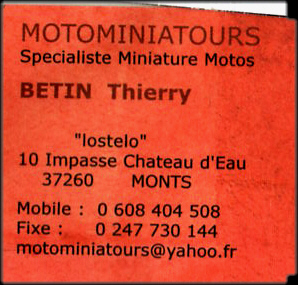 MOTOMINIATOURS
Specialiste Miniature Motos
BETIN Thierry
"lostelo"
10 Impasse Chateau d'Eau
37260 MONTS
Mobile : 0 608 404 508
Fixe : 0 247 730 144
motominiatours@yahoo.fr